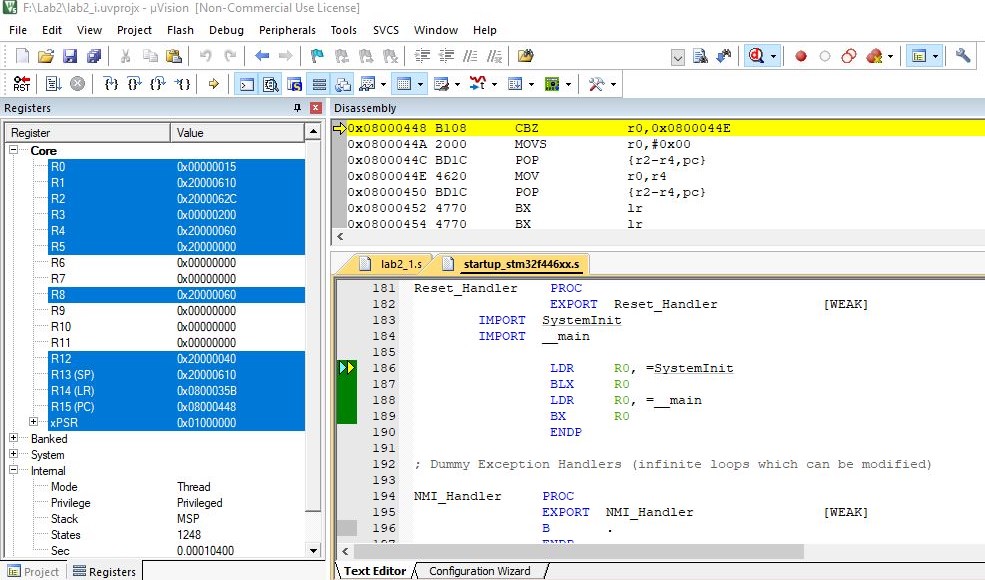 F:\Lab2\lab2_i.uvprojx - µVision [Non-Commercial Use License]
File Edit View Project Flash Debug Peripherals Tools SVCS Window Help
RST
Registers
Register Value
Core
R0 0x00000015
R1 0x20000610
R2 0x2000062C
R3 0x00000200
R4 0x20000060
R5 0x20000000
R6 0x00000000
R7 0x00000000
R8 0x20000060
R9 0x00000000
R10 0x00000000
R11 0x00000000
R12 0x20000040
R13 (SP) 0x20000610
R14 (LR) 0x0800035B
R15 (PC) 0x08000448
xPSR 0x01000000
Banked
System
Internal
Mode Thread
Privilege Privileged
Stack MSP
States 1248
Sec 0.00010400
Project Registers
Disassembly
0x08000448 B108 CBZ r0,0x0800044E
0x0800044A 2000 MOVS r0,#0x00
0x0800044C BD1C POP {r2-r4,pc}
0x0800044E 4620 MOV r0,r4
0x08000450 BD1C POP {r2-r4,pc}
0x08000452 4770 BX lr
0x08000454 4770 BX lr
lab2_1.s startup_stm32f446xx.s
181 Reset_Handler PROC
182 EXPORT Reset_Handler [WEAK]
183 IMPORT SystemInit
184 IMPORT __main
185
186 LDR R0, =SystemInit
187 BLX R0
188 LDR R0, =__main
189 BX R0
190 ENDP
191
192 ; Dummy Exception Handlers (infinite loops which can be modified)
193
194 NMI_Handler PROC
195 EXPORT NMI_Handler [WEAK]
196 B .
197 ENDP
Text Editor Configuration Wizard